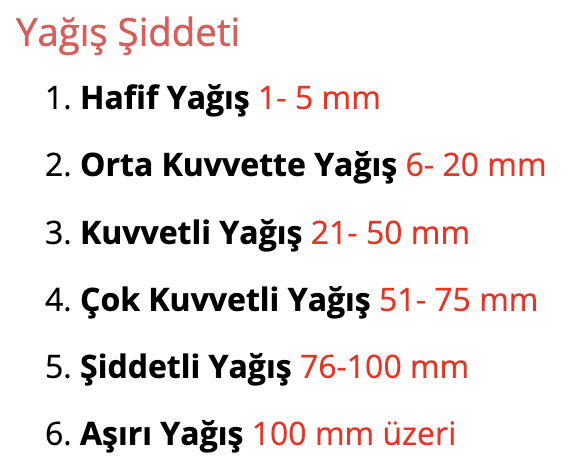 Yağış Şiddeti
1. Hafif Yağış 1- 5 mm
2. Orta Kuvvette Yağış 6- 20 mm
3. Kuvvetli Yağış 21- 50 mm
4. Çok Kuvvetli Yağış 51- 75 mm
5. Şiddetli Yağış 76-100 mm
6. Aşırı Yağış 100 mm üzeri